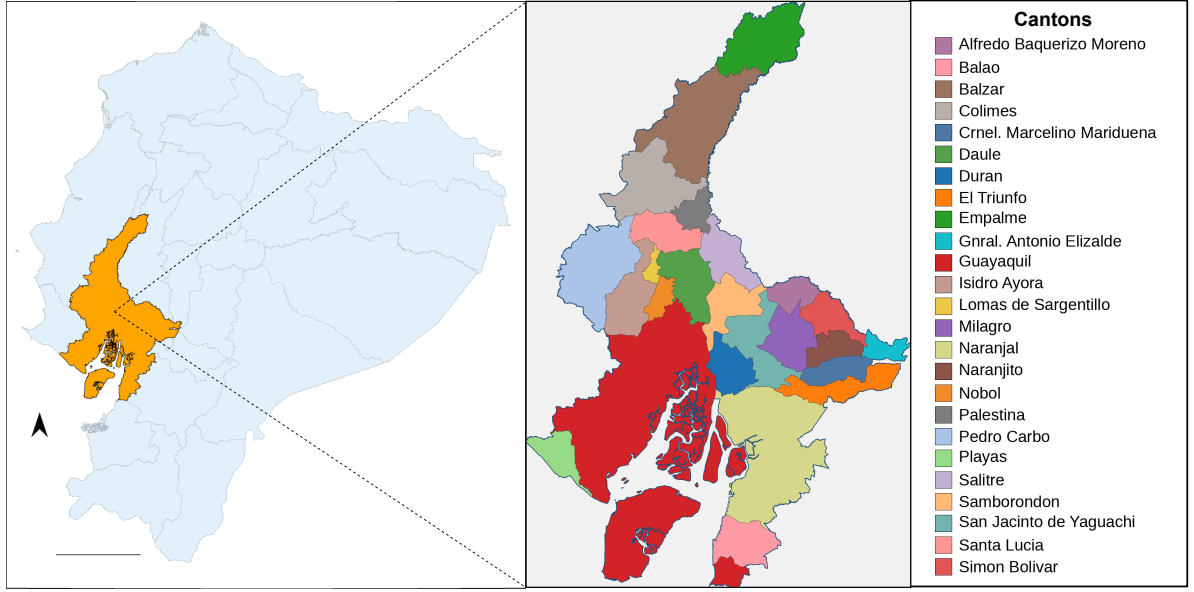 Cantons
Alfredo Baquerizo Moreno
Balao
Balzar
Colimes
Crnel. Marcelino Mariduena
Daule
Duran
El Triunfo
Empalme
Gnral. Antonio Elizalde
Guayaquil
Isidro Ayora
Lomas de Sargentillo
Milagro
Naranjal
Naranjito
Nobol
Palestina
Pedro Carbo
Playas
Salitre
Samborondon
San Jacinto de Yaguachi
Santa Lucia
Simon Bolivar